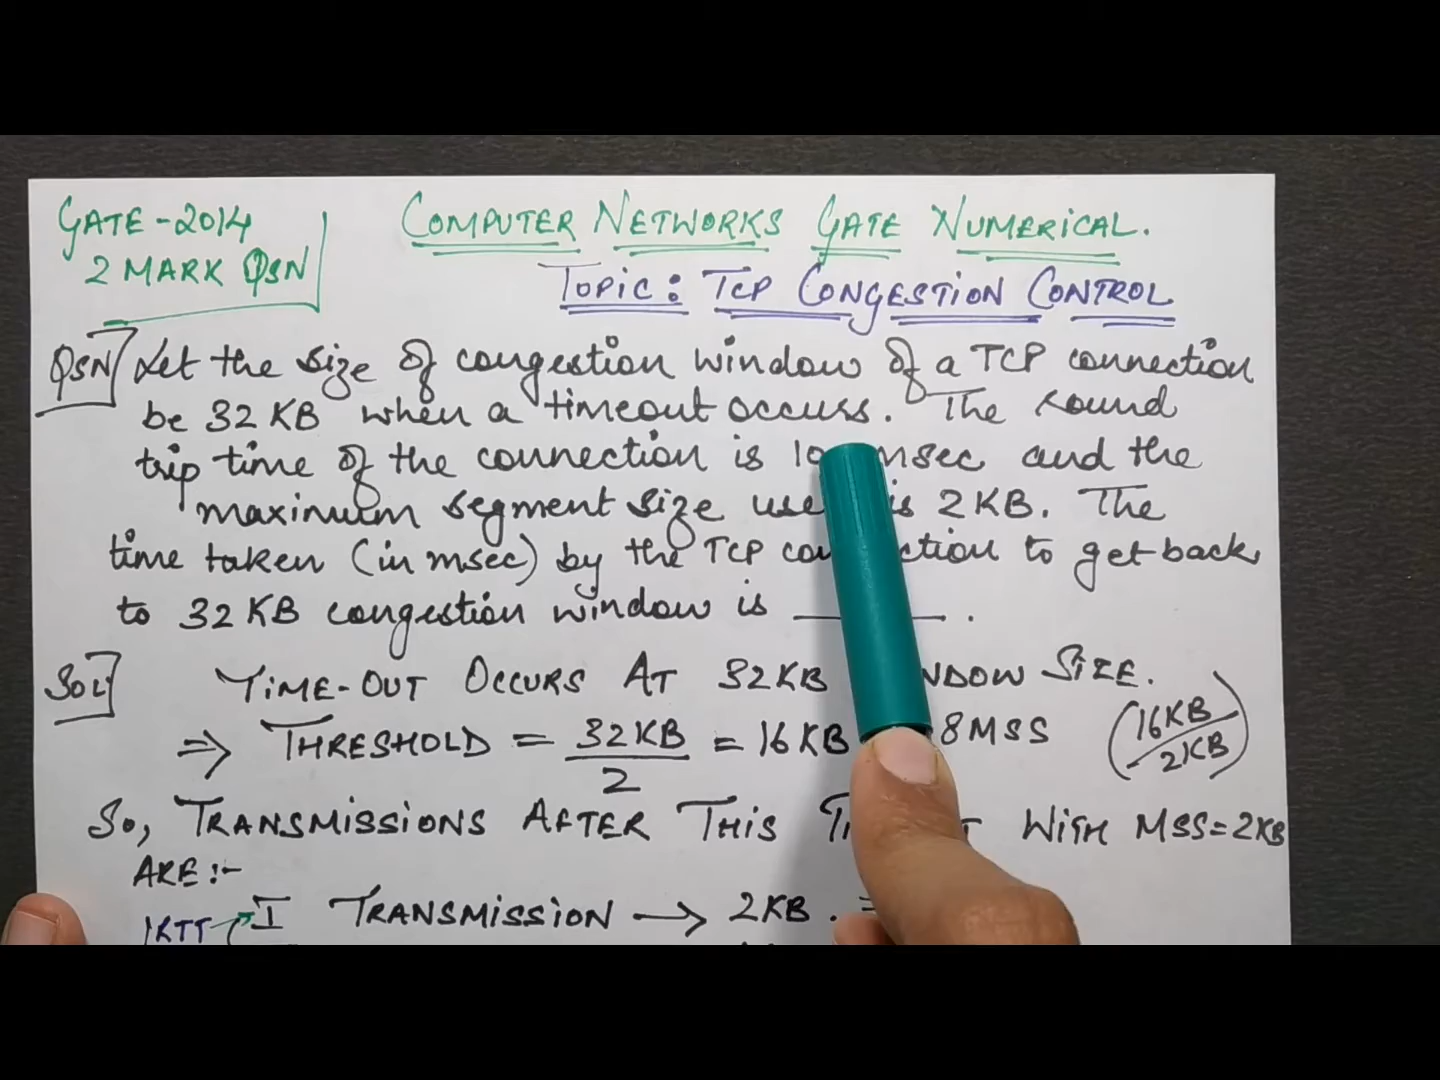 GATE-2014
2 MARK QSN
COMPUTER NETWORKS GATE NUMERICAL.
TOPIC: TCP CONGESTION CONTROL
QSN Let the size of congestion window of a TCP connection
be 32 KB when a timeout occurs. The round
trip time of the connection is msec and the
maximum segment size is 2 KB. The
time taken (in msec) by the TCP to get back
to 32 KB congestion window is ______.
SOL TIME-OUT OCCURS AT 32KB SIZE.
⇒ THRESHOLD = 32KB/2 = 16KB 8MSS (16KB/2KB)
SO, TRANSMISSIONS AFTER THIS WITH MSS=2KB
ARE:-
1RTT I TRANSMISSION → 2KB.